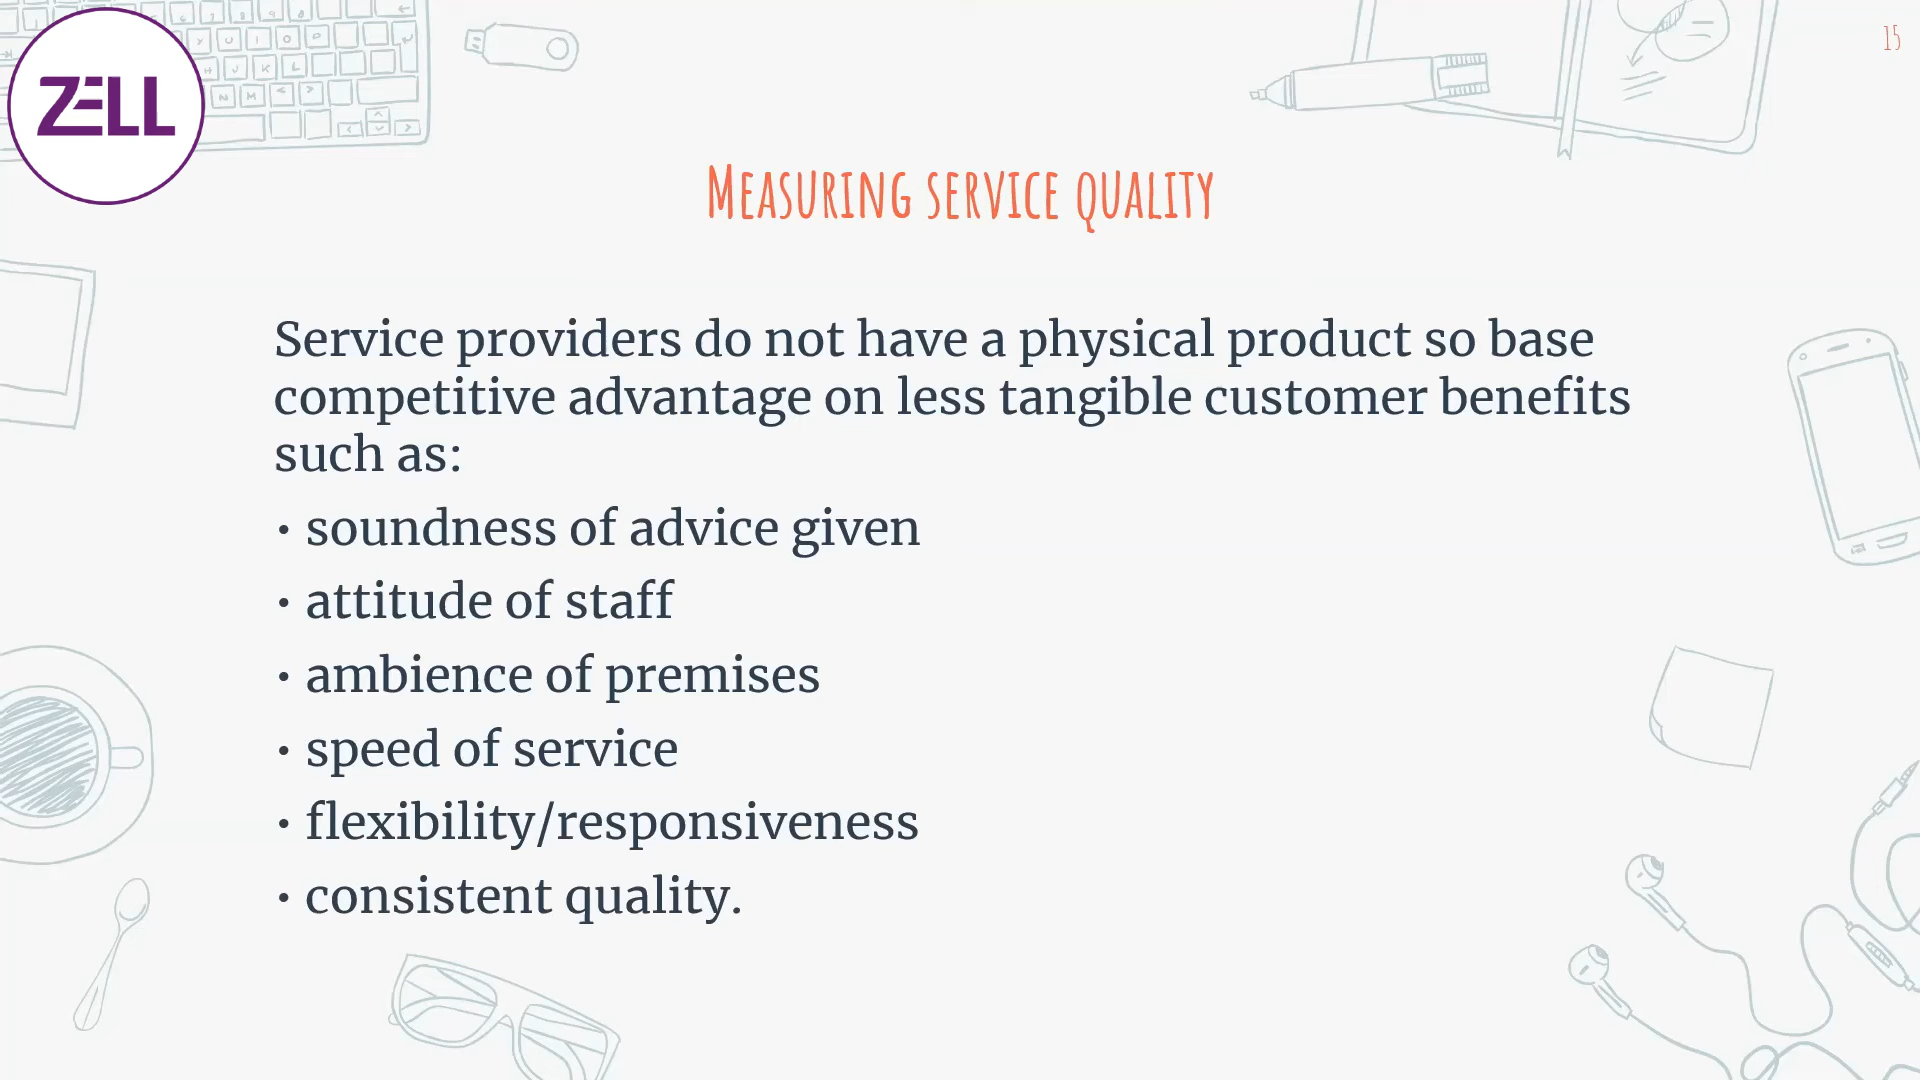 ZELL
15
Measuring service quality
Service providers do not have a physical product so base
competitive advantage on less tangible customer benefits
such as:
• soundness of advice given
• attitude of staff
• ambience of premises
• speed of service
• flexibility/responsiveness
• consistent quality.